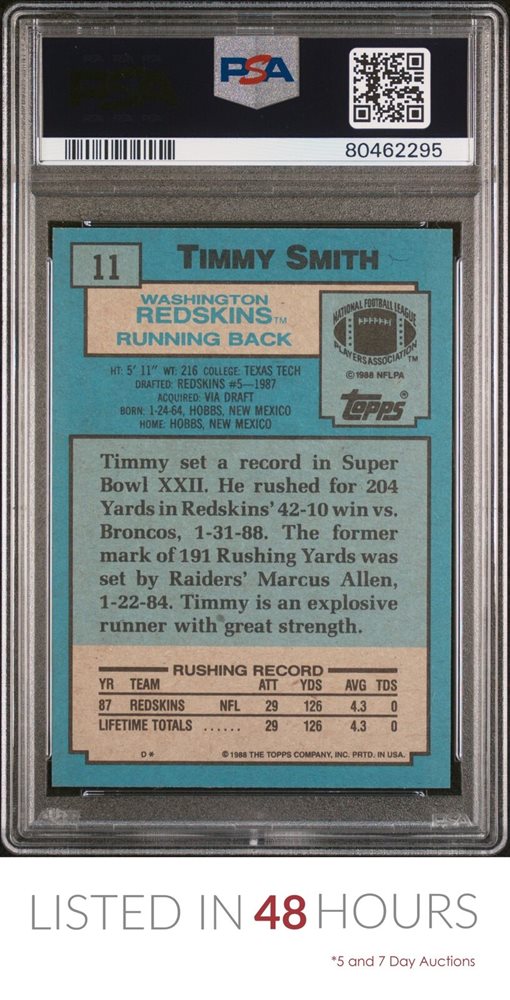 PSA
80462295
11
TIMMY SMITH
WASHINGTON
REDSKINS™
RUNNING BACK
NATIONAL FOOTBALL LEAGUE
PLAYERS ASSOCIATION™
© 1988 NFLPA
TOPPS®
HT: 5' 11" WT: 216 COLLEGE: TEXAS TECH
DRAFTED: REDSKINS #5—1987
ACQUIRED: VIA DRAFT
BORN: 1-24-64, HOBBS, NEW MEXICO
HOME: HOBBS, NEW MEXICO
Timmy set a record in Super
Bowl XXII. He rushed for 204
Yards in Redskins' 42-10 win vs.
Broncos, 1-31-88. The former
mark of 191 Rushing Yards was
set by Raiders' Marcus Allen,
1-22-84. Timmy is an explosive
runner with great strength.
RUSHING RECORD
YR TEAM ATT YDS AVG TDS
87 REDSKINS NFL 29 126 4.3 0
LIFETIME TOTALS ...... 29 126 4.3 0
D* © 1988 THE TOPPS COMPANY, INC. PRTD. IN USA.
PSA
LISTED IN 48 HOURS
*5 and 7 Day Auctions